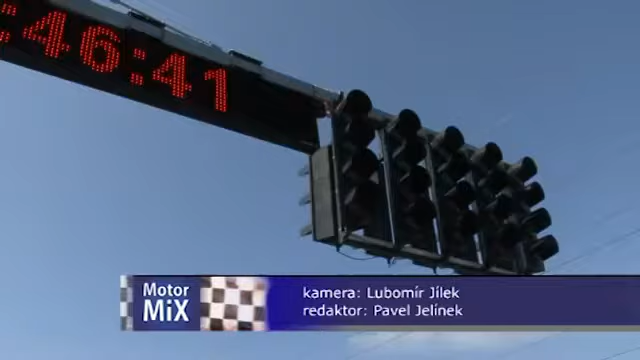 :46:41
Motor
MiX
kamera: Lubomír Jílek
redaktor: Pavel Jelínek